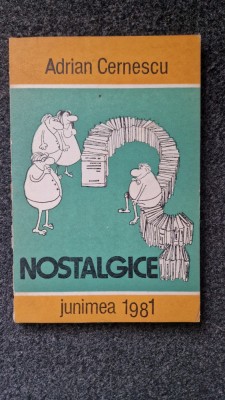 Adrian Cernescu
NOSTALGICE
junimea 1981